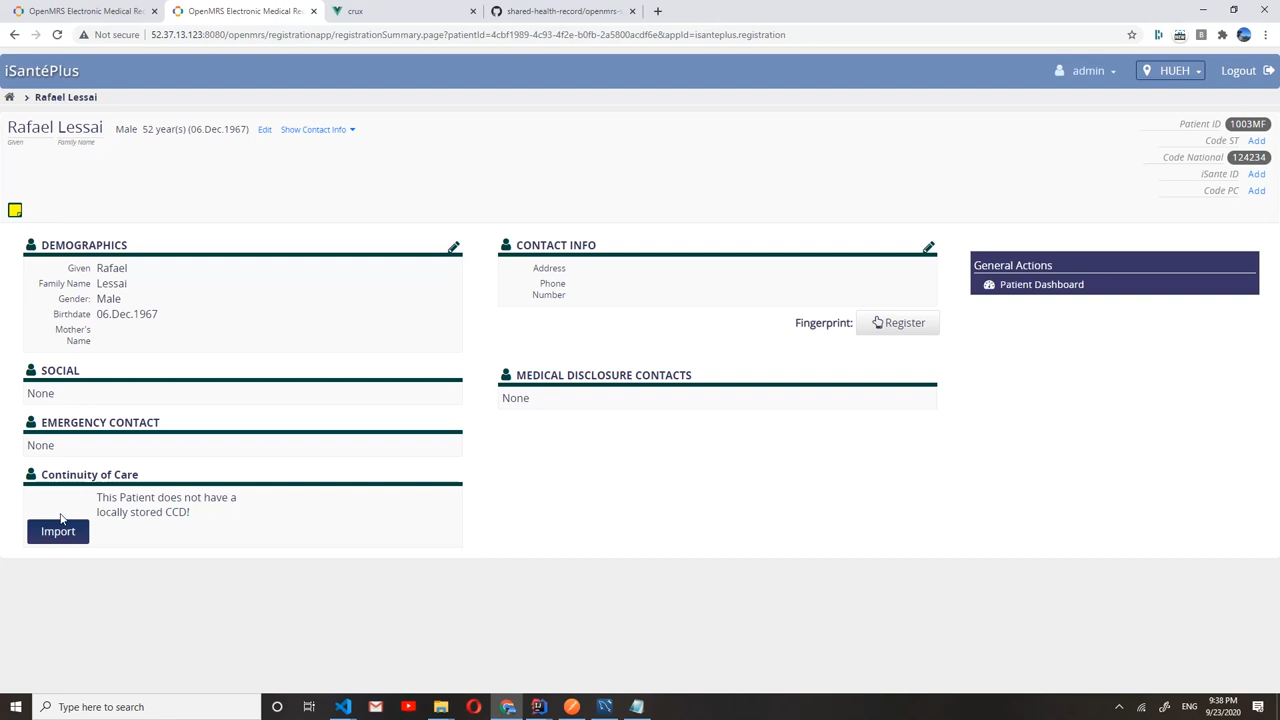 OpenMRS Electronic Medical Rec
OpenMRS Electronic Medical Rec
crux
shared-health-record/openmrs-s
Not secure
52.37.13.123:8080/openmrs/registrationapp/registrationSummary.page?patientId=4cbf1989-4c93-4f2e-b0fb-2a5800acdf6e&appId=isanteplus.registration
iSantéPlus
admin
HUEH
Logout
Rafael Lessai
Rafael Lessai
Given
Family Name
Male 52 year(s) (06.Dec.1967)
Edit
Show Contact Info
Patient ID 1003MF
Code ST Add
Code National 124234
iSante ID Add
Code PC Add
DEMOGRAPHICS
Given Rafael
Family Name Lessai
Gender: Male
Birthdate 06.Dec.1967
Mother's
Name
SOCIAL
None
EMERGENCY CONTACT
None
Continuity of Care
This Patient does not have a
locally stored CCD!
Import
CONTACT INFO
Address
Phone
Number
Fingerprint: Register
MEDICAL DISCLOSURE CONTACTS
None
General Actions
Patient Dashboard
Type here to search
ENG
9:38 PM
9/23/2020